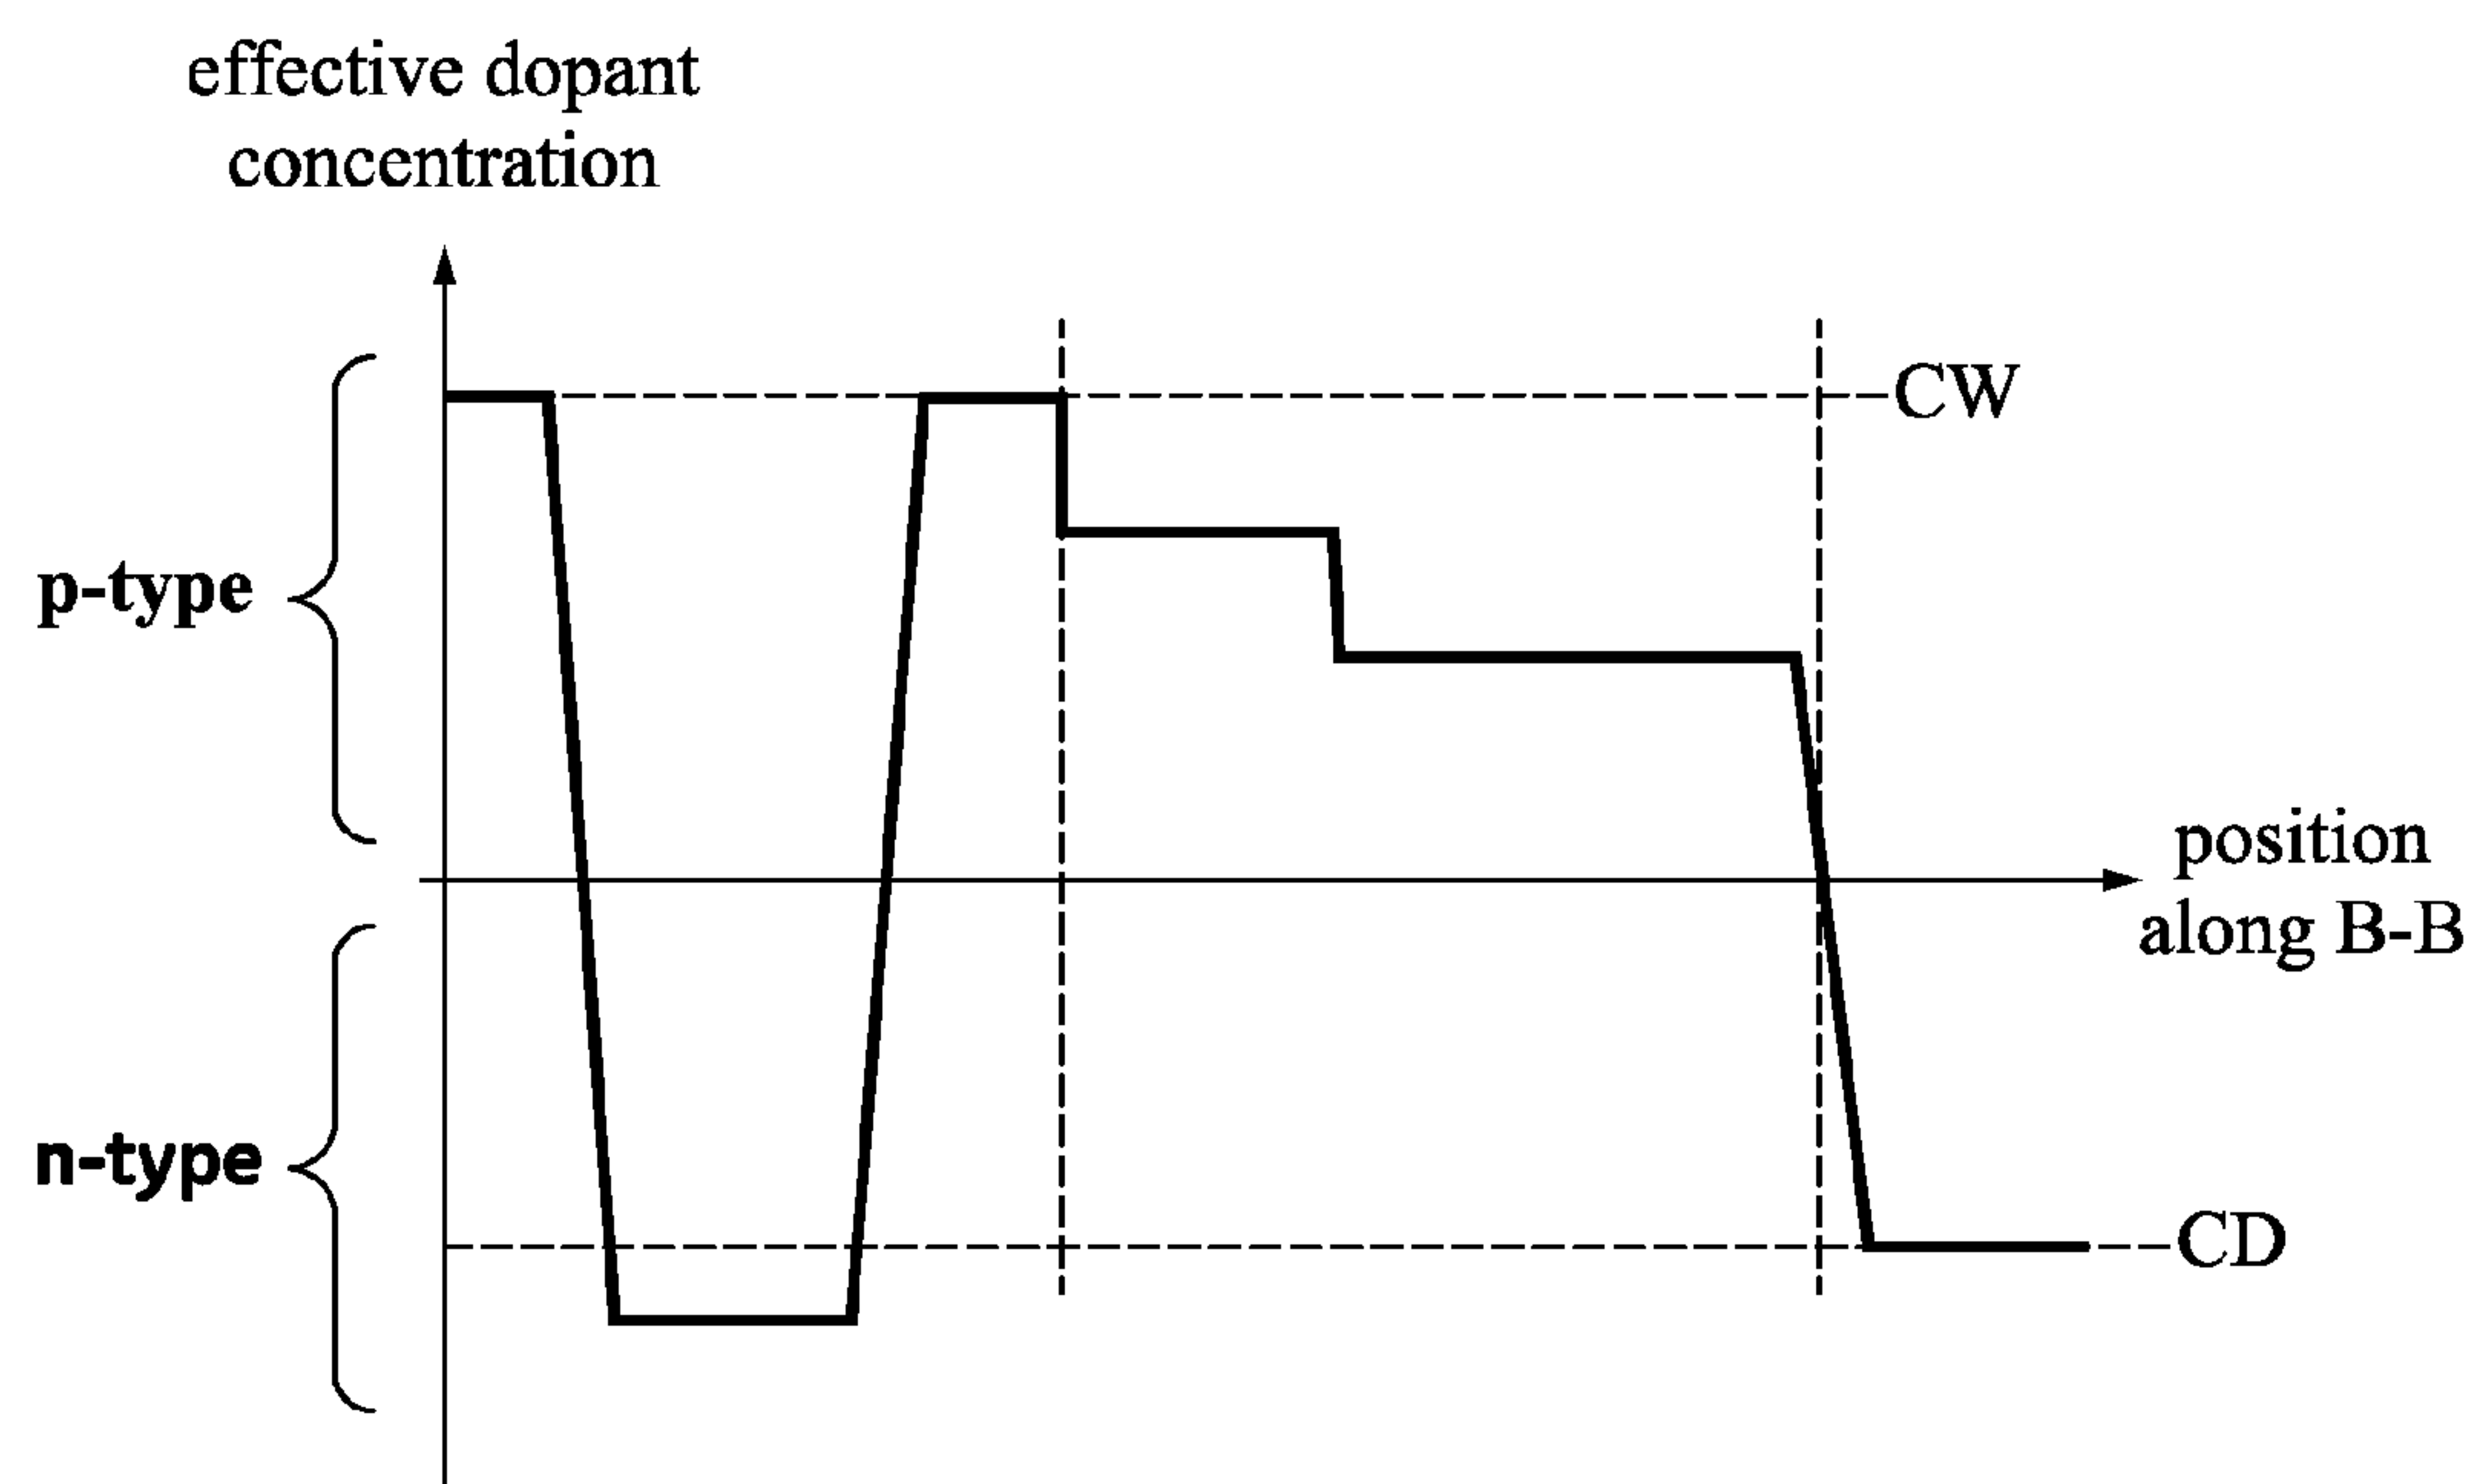 effective dopant
concentration
CW
p-type
position
along B-B
n-type
CD